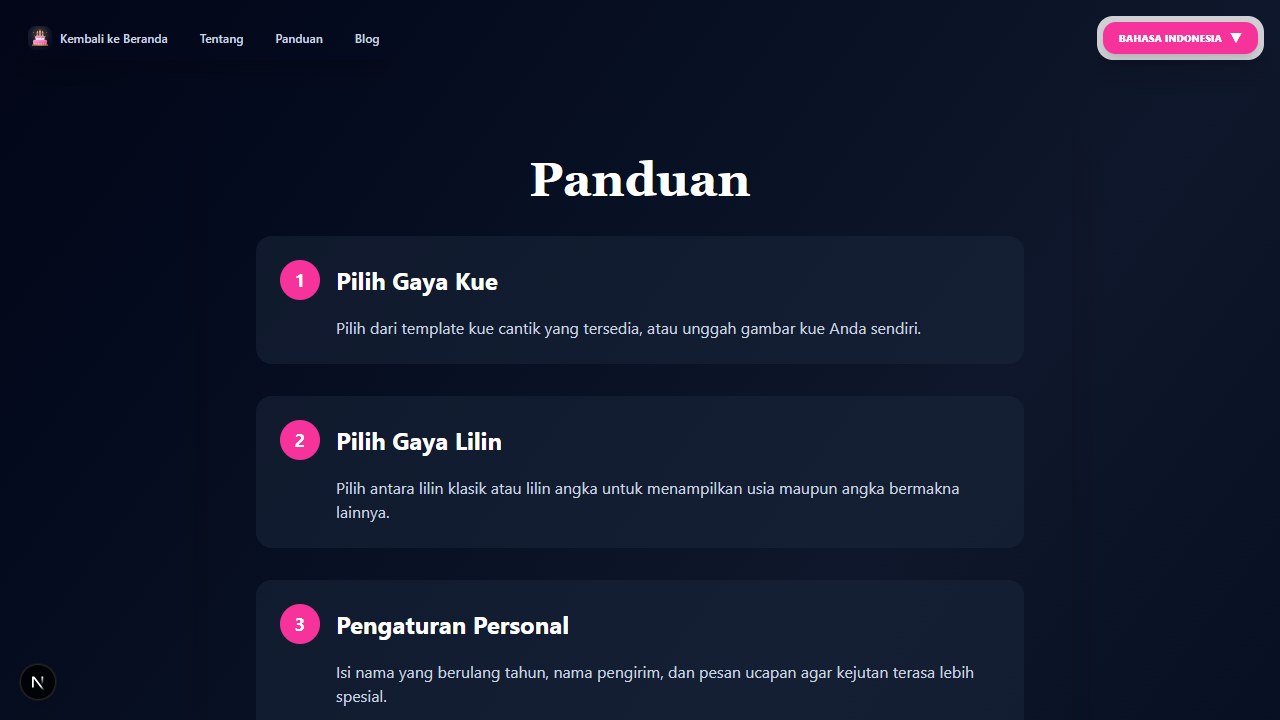 Kembali ke Beranda
Tentang
Panduan
Blog
BAHASA INDONESIA ▼
Panduan
1
Pilih Gaya Kue
Pilih dari template kue cantik yang tersedia, atau unggah gambar kue Anda sendiri.
2
Pilih Gaya Lilin
Pilih antara lilin klasik atau lilin angka untuk menampilkan usia maupun angka bermakna
lainnya.
3
Pengaturan Personal
Isi nama yang berulang tahun, nama pengirim, dan pesan ucapan agar kejutan terasa lebih
spesial.
N